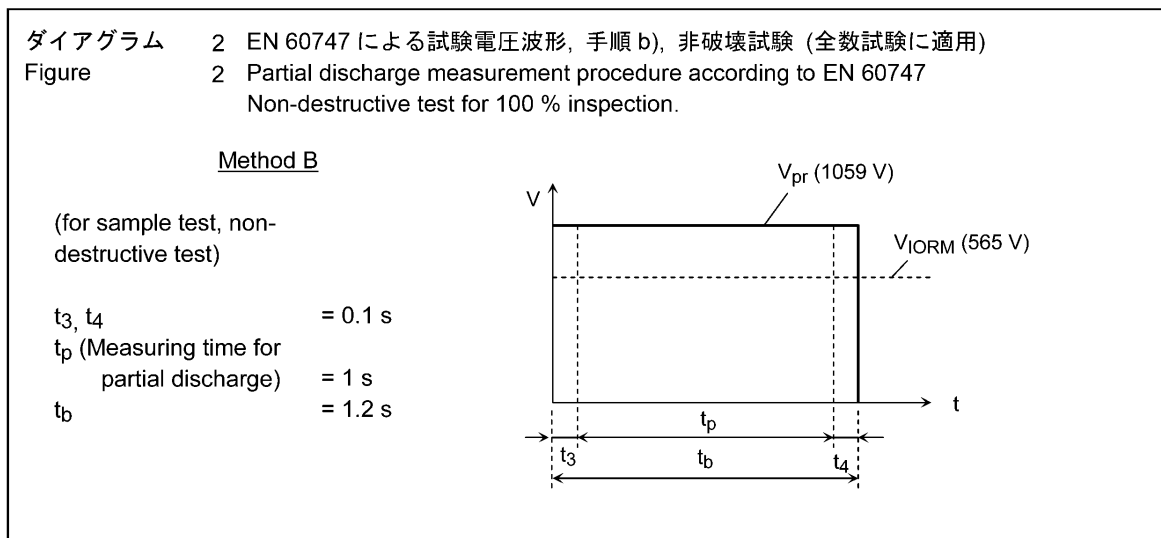 ダイアグラム 2 EN 60747 による試験電圧波形, 手順 b), 非破壊試験 (全数試験に適用)
Figure 2 Partial discharge measurement procedure according to EN 60747
Non-destructive test for 100 % inspection.
Method B
(for sample test, non-
destructive test)
t3, t4 = 0.1 s
tp (Measuring time for
partial discharge) = 1 s
tb = 1.2 s
Vpr (1059 V)
V
VIORM (565 V)
t
tp
t3 tb t4